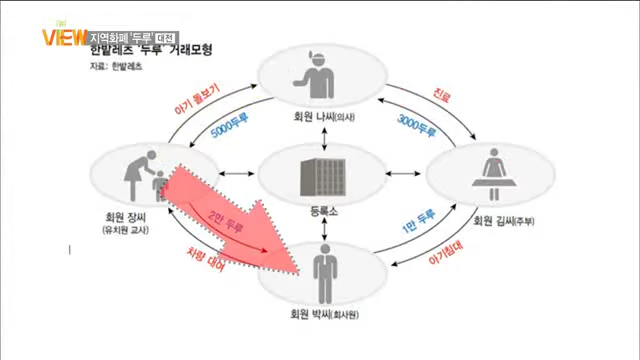 VIEW
지역화폐 '두루' 대전
한밭레츠 "두루" 거래모형
자료: 한밭레츠
회원 나씨(의사)
아기 돌보기
5000두루
진료
3000두루
회원 장씨
(유치원 교사)
등록소
회원 김씨(주부)
2만 두루
차량 대여
1만 두루
아기침대
회원 박씨(회사원)